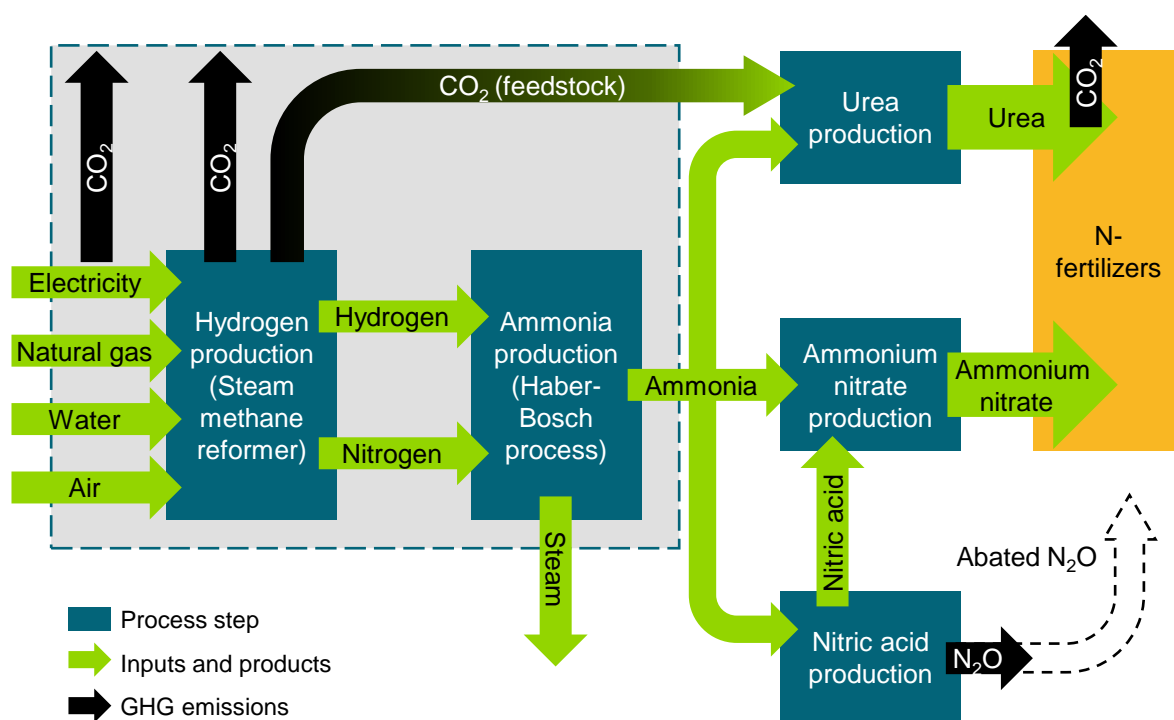 CO₂
CO₂
CO₂ (feedstock)
Urea
production
Urea
CO₂
N-
fertilizers
Electricity
Natural gas
Water
Air
Hydrogen
production
(Steam
methane
reformer)
Hydrogen
Nitrogen
Ammonia
production
(Haber-
Bosch
process)
Steam
Ammonia
Ammonium
nitrate
production
Ammonium
nitrate
Nitric acid
Nitric acid
production
N₂O
Abated N₂O
Process step
Inputs and products
GHG emissions